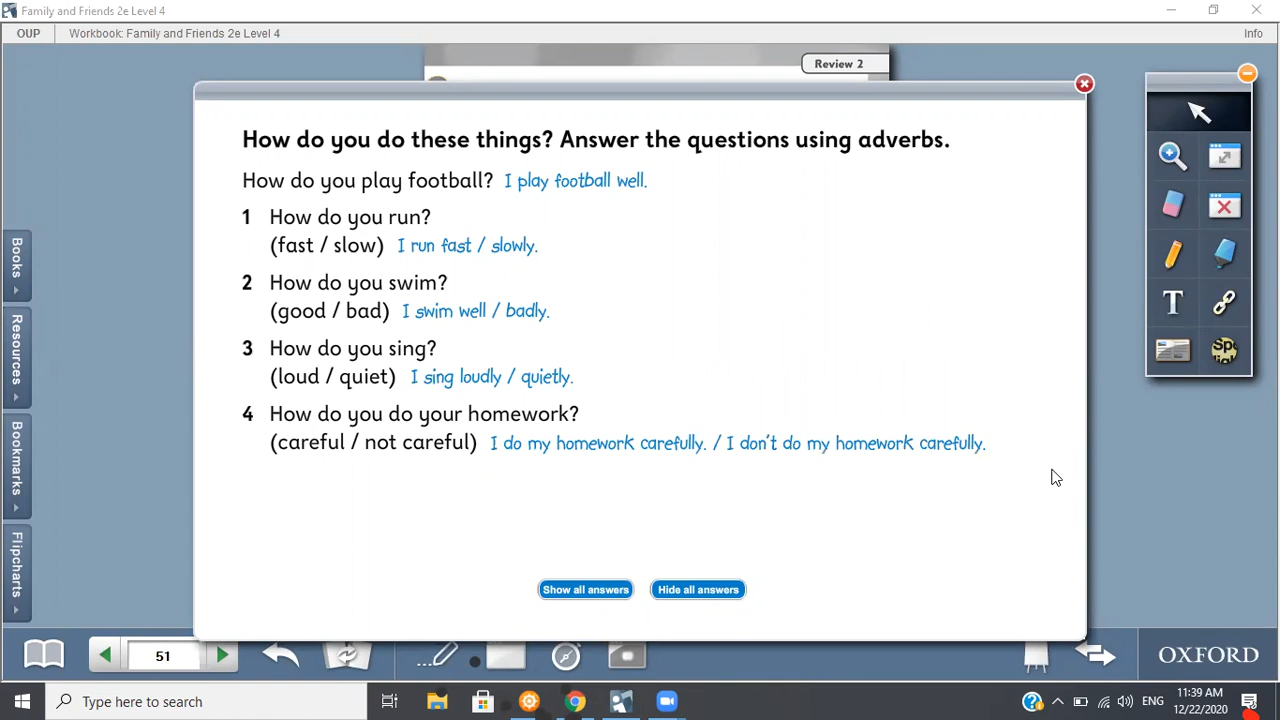 Family and Friends 2e Level 4
OUP Workbook: Family and Friends 2e Level 4 Info
Review 2
How do you do these things? Answer the questions using adverbs.
How do you play football? I play football well.
1 How do you run?
(fast / slow) I run fast / slowly.
2 How do you swim?
(good / bad) I swim well / badly.
3 How do you sing?
(loud / quiet) I sing loudly / quietly.
4 How do you do your homework?
(careful / not careful) I do my homework carefully. / I don't do my homework carefully.
Show all answers Hide all answers
Books
Resources
Bookmarks
Flipcharts
T
51
OXFORD
Type here to search
ENG
11:39 AM
12/22/2020